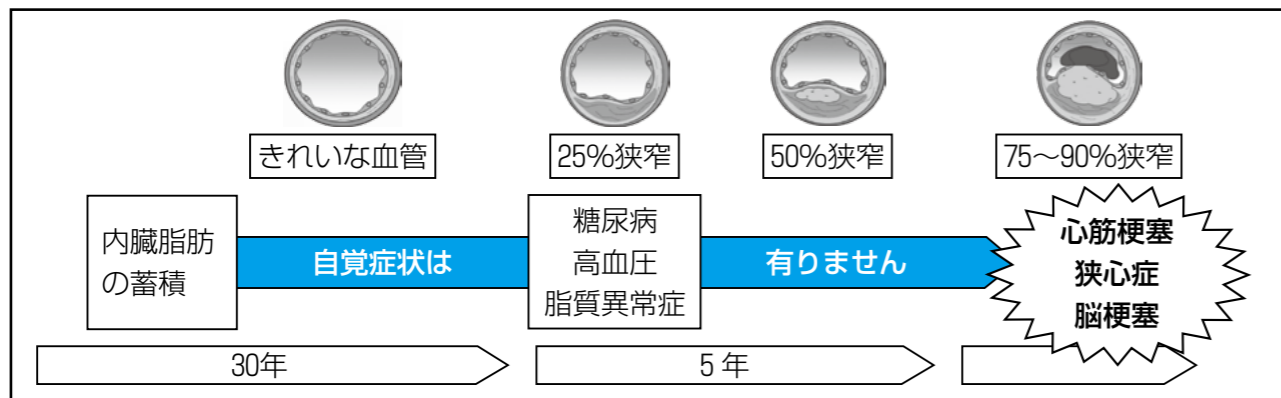 きれいな血管
25%狭窄
50%狭窄
75～90%狭窄
内臓脂肪
の蓄積
自覚症状は
糖尿病
高血圧
脂質異常症
有りません
心筋梗塞
狭心症
脳梗塞
30年
5年